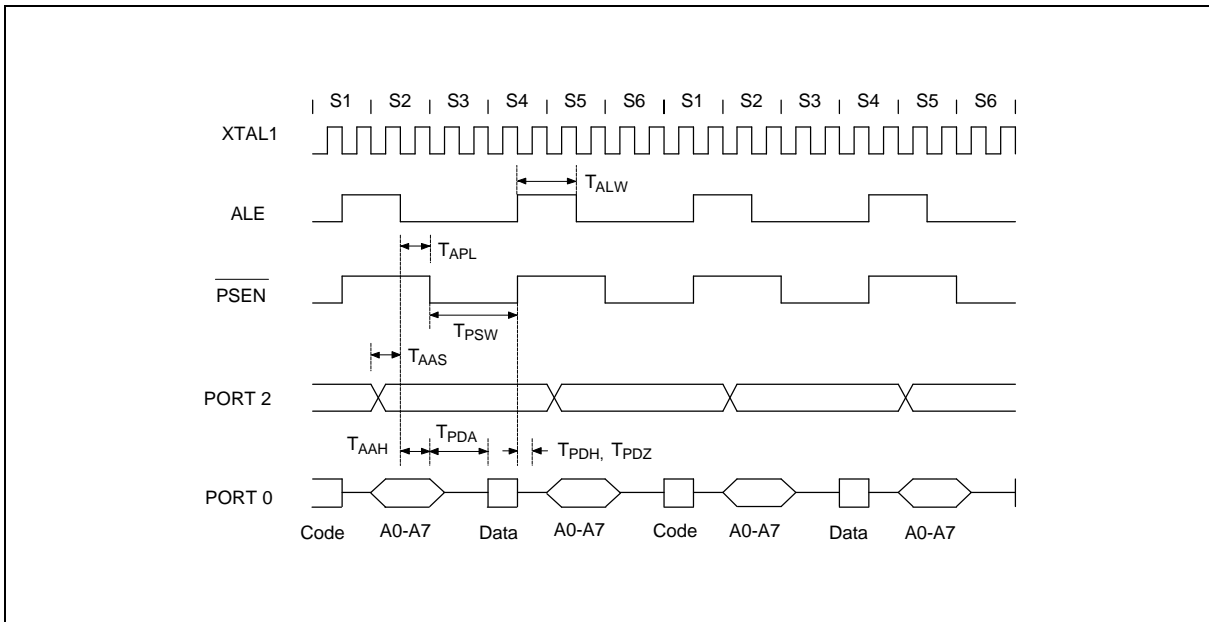 S1 S2 S3 S4 S5 S6 S1 S2 S3 S4 S5 S6
XTAL1
TALW
ALE
TAPL
PSEN
TPSW
TAAS
PORT 2
TAAH TPDA TPDH, TPDZ
PORT 0
Code A0-A7 Data A0-A7 Code A0-A7 Data A0-A7